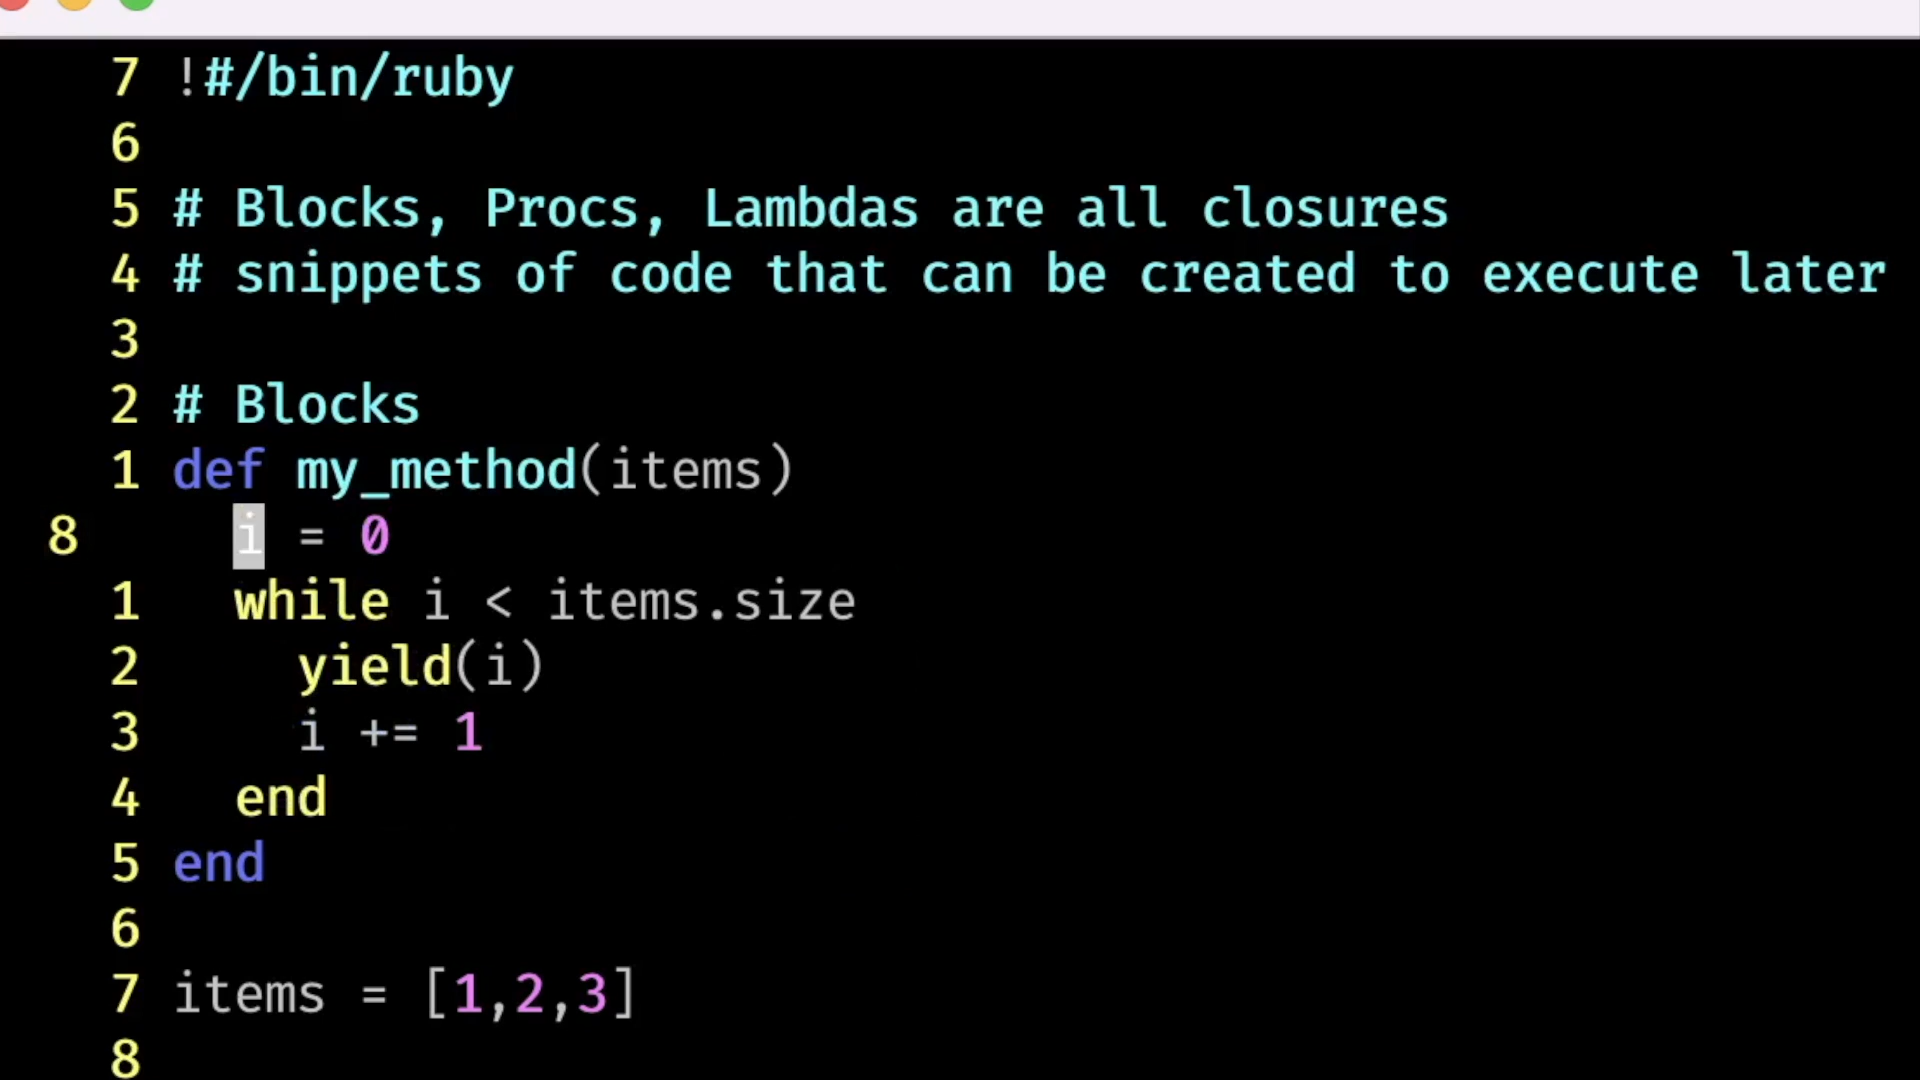 7 !#/bin/ruby
6
5 # Blocks, Procs, Lambdas are all closures
4 # snippets of code that can be created to execute later
3
2 # Blocks
1 def my_method(items)
8   i = 0
1   while i < items.size
2     yield(i)
3     i += 1
4   end
5 end
6
7 items = [1,2,3]
8